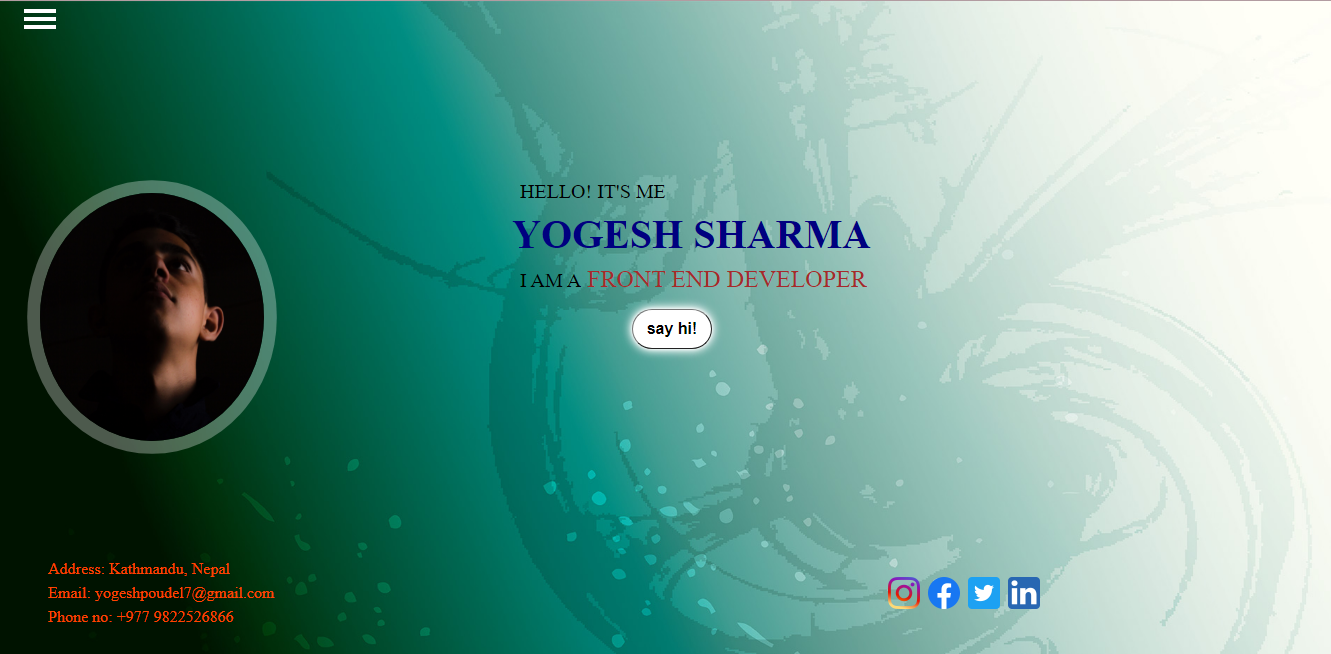 HELLO! IT'S ME
YOGESH SHARMA
I AM A FRONT END DEVELOPER
say hi!
Address: Kathmandu, Nepal
Email: yogeshpoudel7@gmail.com
Phone no: +977 9822526866